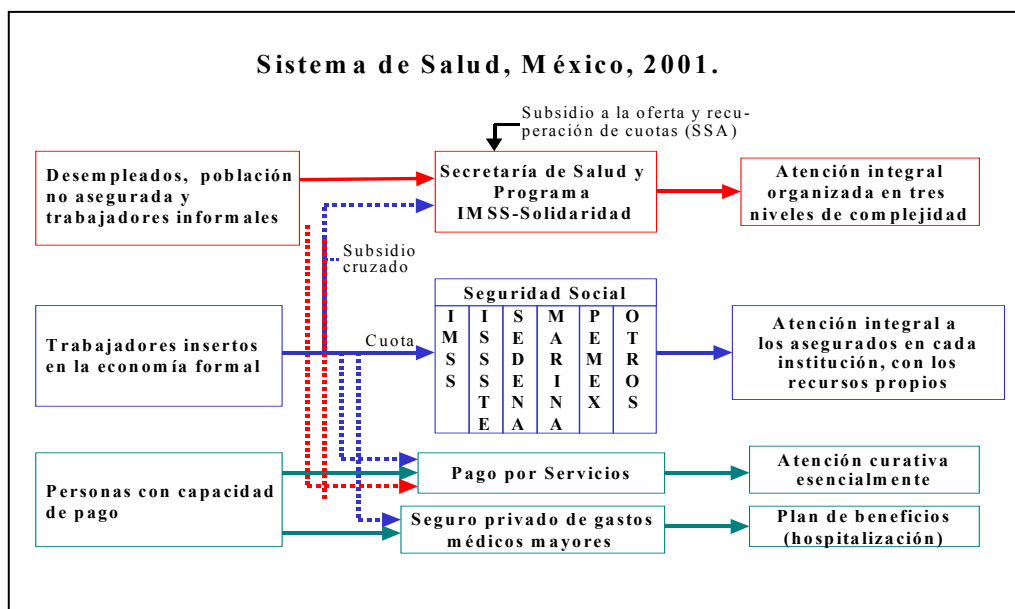 Sistema de Salud, México, 2001.
Subsidio a la oferta y recu-
peración de cuotas (SSA)
Desempleados, población
no asegurada y
trabajadores informales
Secretaría de Salud y
Programa
IMSS-Solidaridad
Atención integral
organizada en tres
niveles de complejidad
Subsidio
cruzado
Trabajadores insertos
en la economía formal
Cuota
Seguridad Social
IMSS
ISSSTE
SEDENA
MARINA
PEMEX
OTROS
Atención integral a
los asegurados en cada
institución, con los
recursos propios
Personas con capacidad
de pago
Pago por Servicios
Atención curativa
esencialmente
Seguro privado de gastos
médicos mayores
Plan de beneficios
(hospitalización)